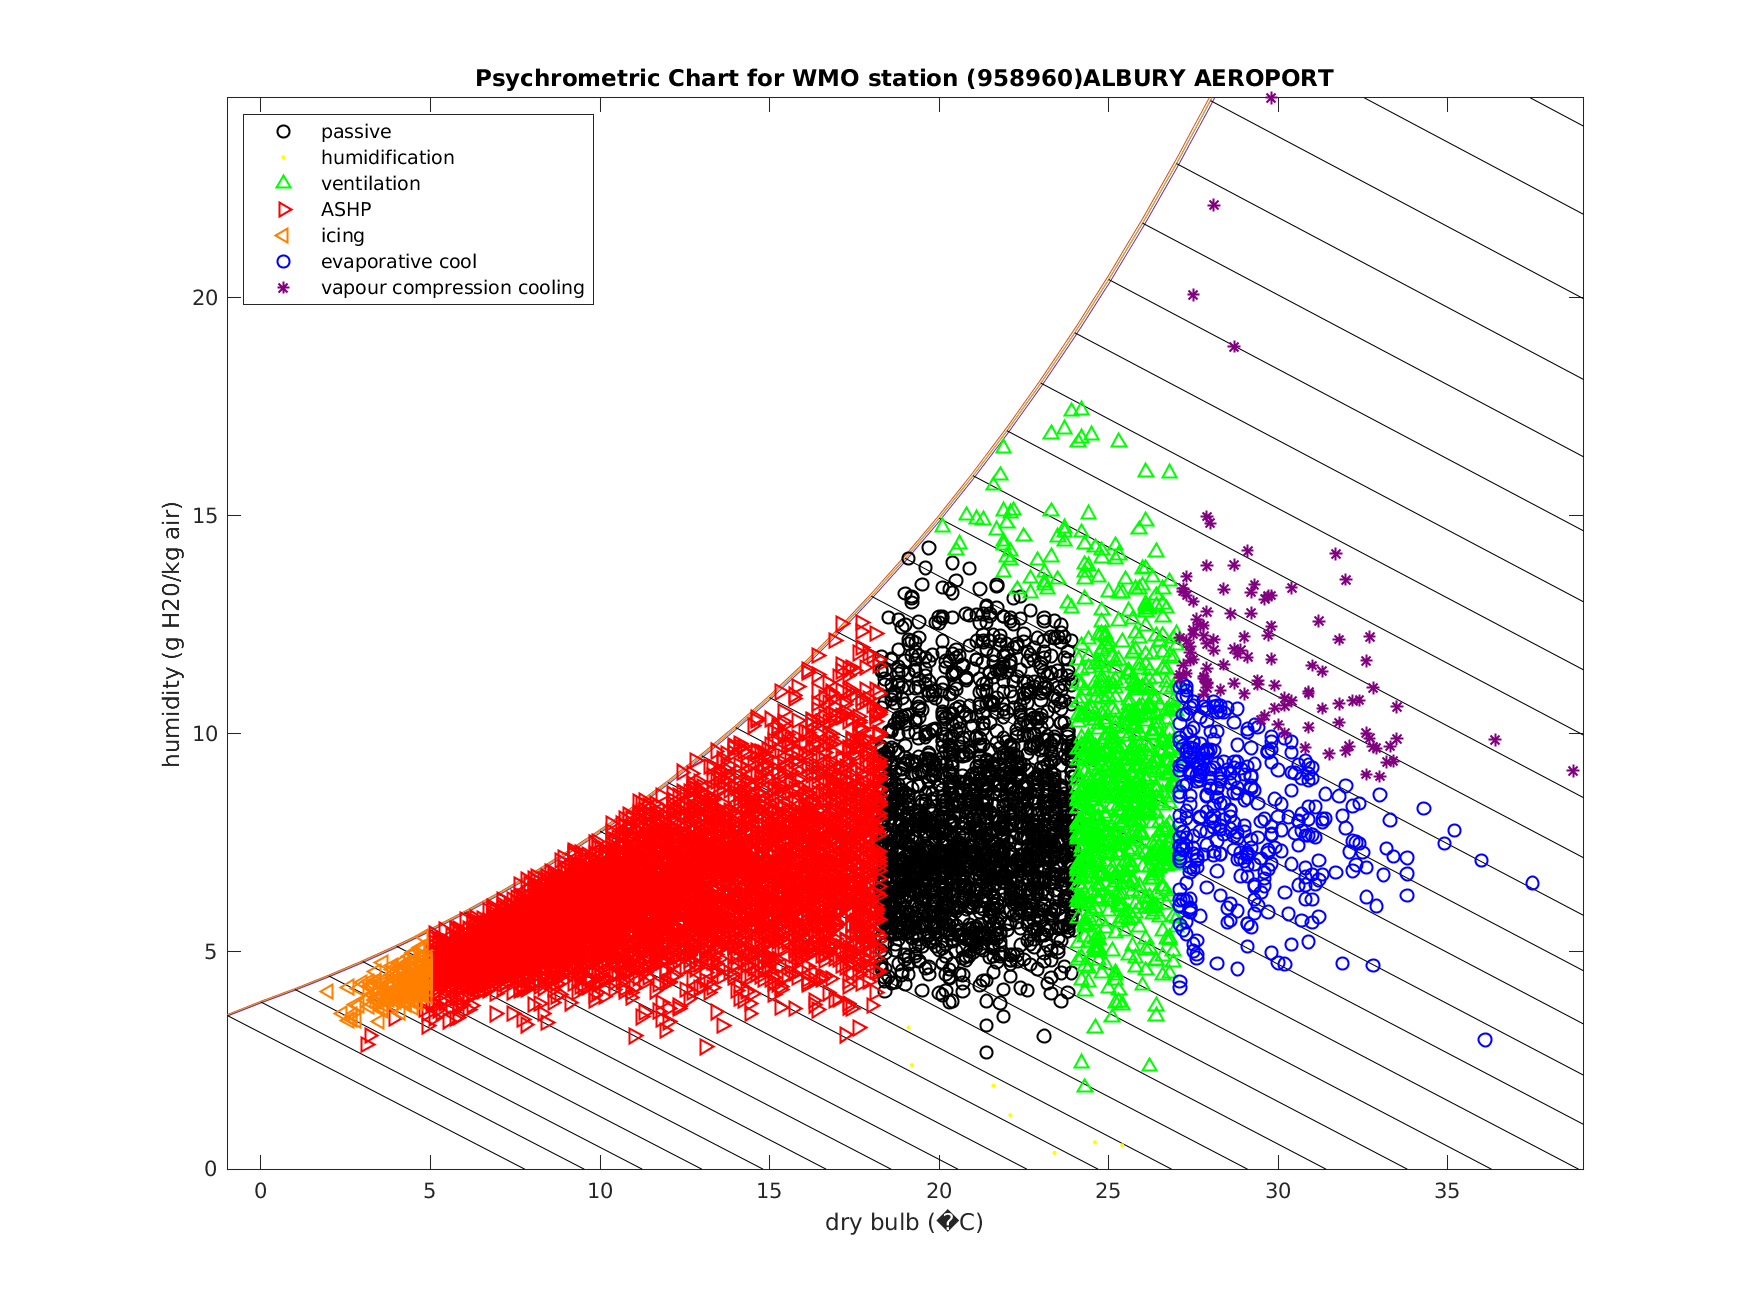 Psychrometric Chart for WMO station (958960)ALBURY AEROPORT
passive
humidification
ventilation
ASHP
icing
evaporative cool
vapour compression cooling
humidity (g H20/kg air)
20
15
10
5
0
0 5 10 15 20 25 30 35
dry bulb (�C)